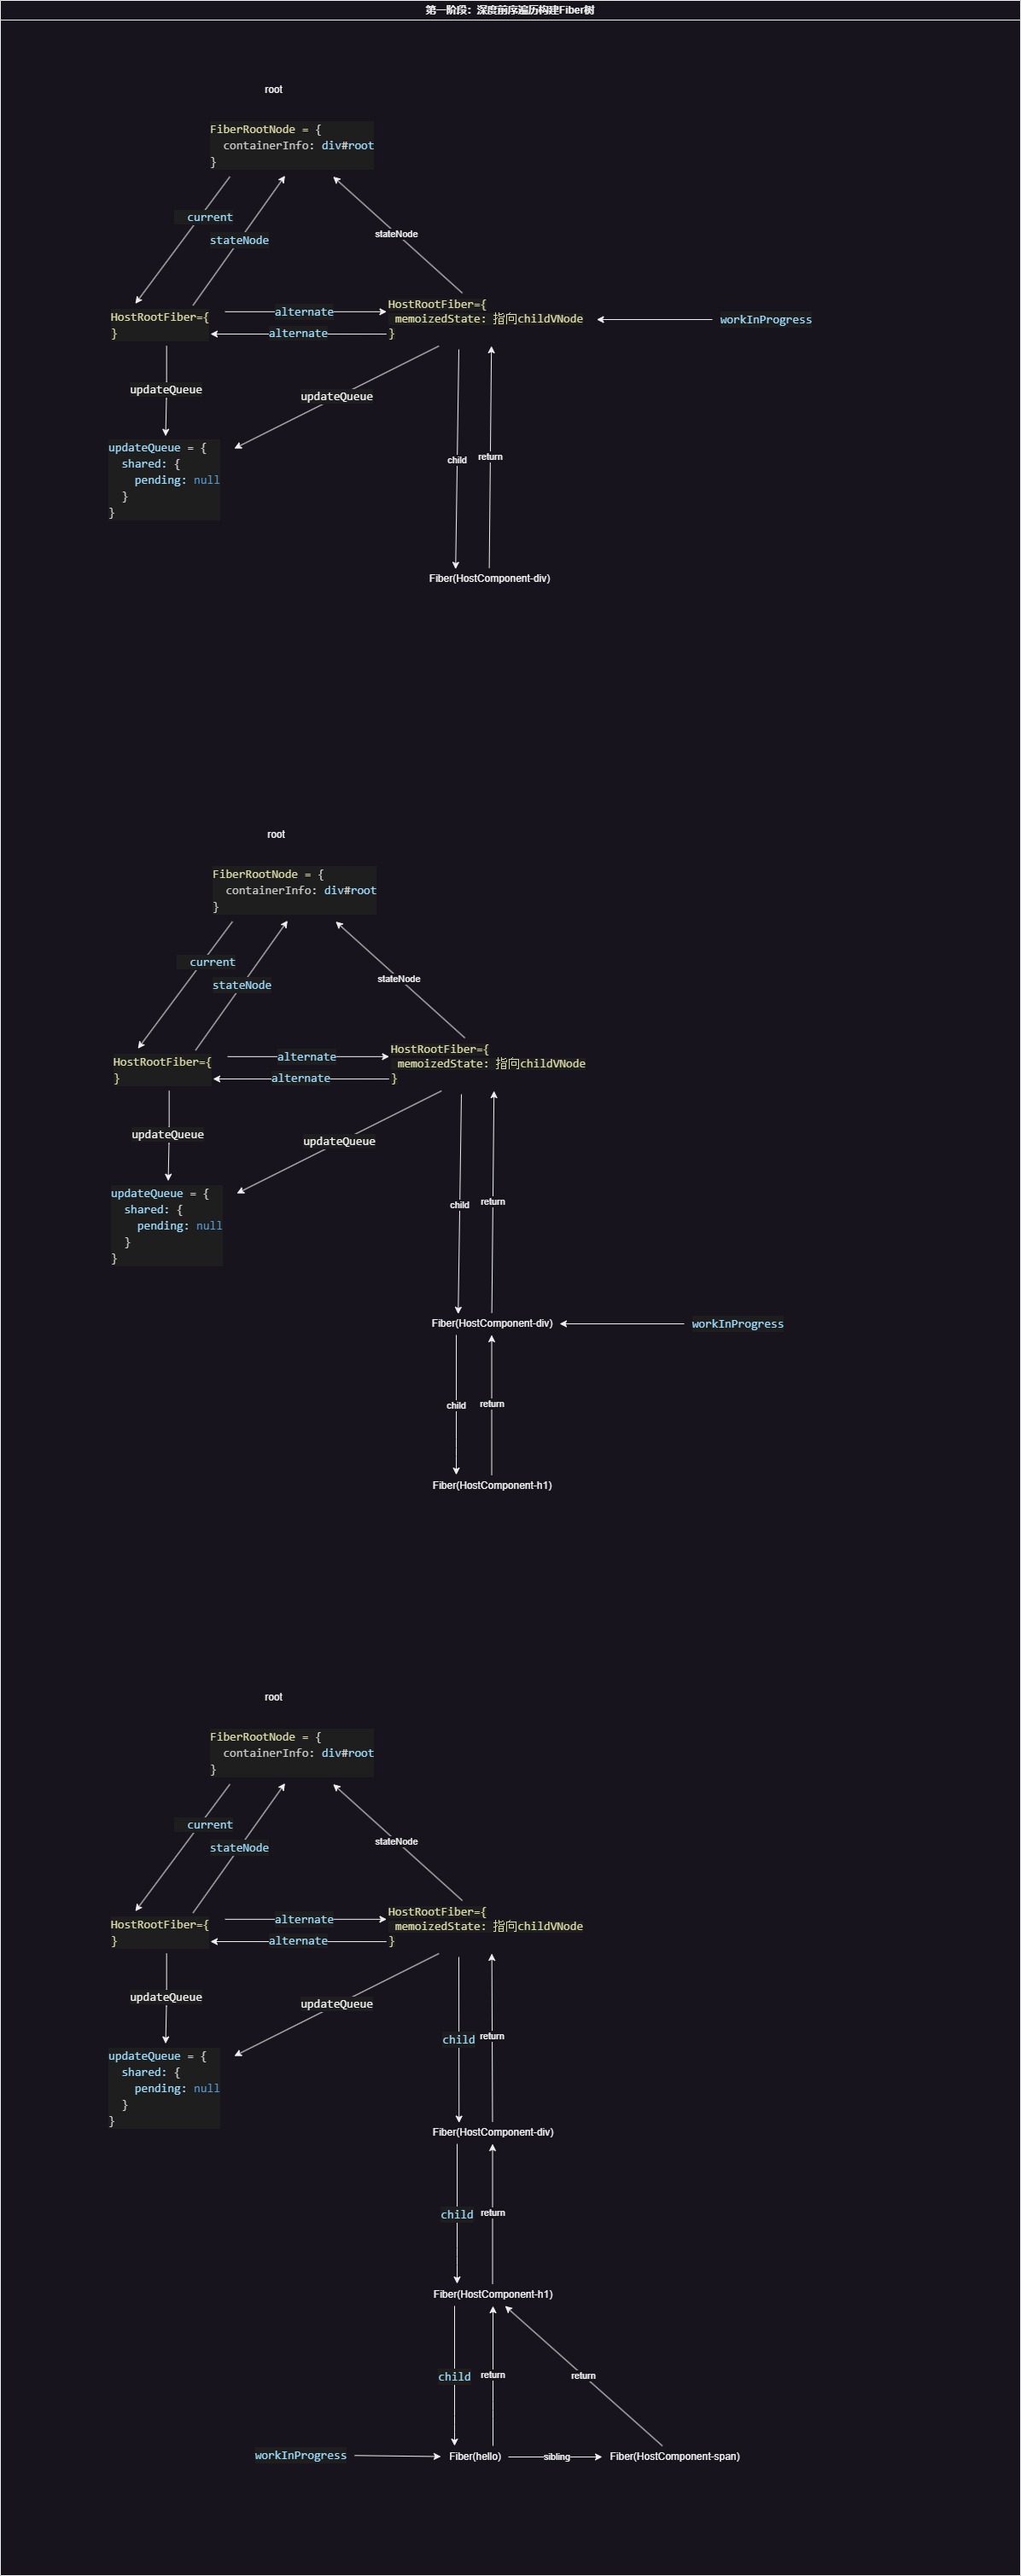 第一阶段：深度前序遍历构建Fiber树
root
FiberRootNode = {
containerInfo: div#root
}
current
stateNode
stateNode
HostRootFiber={
}
alternate
alternate
HostRootFiber={
memoizedState: 指向childVNode
}
workInProgress
updateQueue
updateQueue
updateQueue = {
shared: {
pending: null
}
}
child
return
Fiber(HostComponent-div)
root
FiberRootNode = {
containerInfo: div#root
}
current
stateNode
stateNode
HostRootFiber={
}
alternate
alternate
HostRootFiber={
memoizedState: 指向childVNode
}
updateQueue
updateQueue
updateQueue = {
shared: {
pending: null
}
}
child
return
Fiber(HostComponent-div)
workInProgress
child
return
Fiber(HostComponent-h1)
root
FiberRootNode = {
containerInfo: div#root
}
current
stateNode
stateNode
HostRootFiber={
}
alternate
alternate
HostRootFiber={
memoizedState: 指向childVNode
}
updateQueue
updateQueue
updateQueue = {
shared: {
pending: null
}
}
child
return
Fiber(HostComponent-div)
child
return
Fiber(HostComponent-h1)
child
return
return
workInProgress
Fiber(hello)
sibling
Fiber(HostComponent-span)